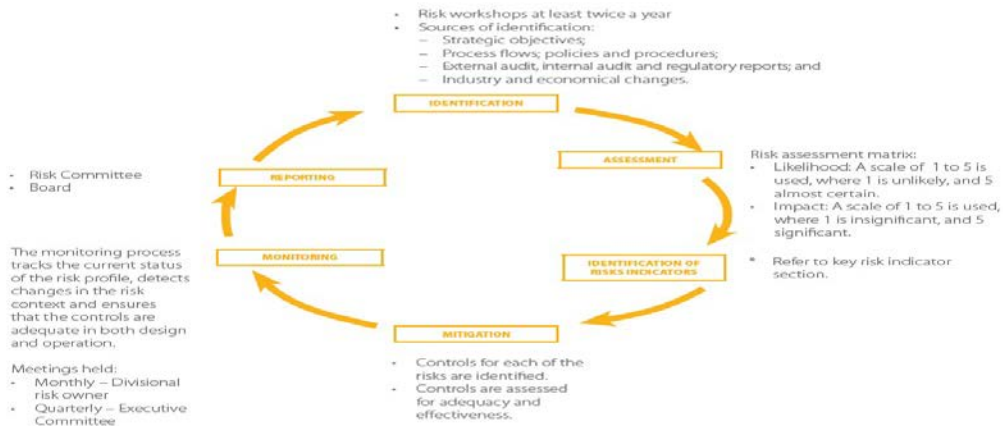 • Risk workshops at least twice a year
• Sources of identification:
– Strategic objectives;
– Process flows; policies and procedures;
– External audit, internal audit and regulatory reports; and
– Industry and economical changes.
IDENTIFICATION
ASSESSMENT
Risk assessment matrix:
• Likelihood: A scale of 1 to 5 is
used, where 1 is unlikely, and 5
almost certain.
• Impact: A scale of 1 to 5 is used,
where 1 is insignificant, and 5
significant.
IDENTIFICATION OF
RISKS INDICATORS
* Refer to key risk indicator
section.
MITIGATION
• Controls for each of the
risks are identified.
• Controls are assessed
for adequacy and
effectiveness.
MONITORING
The monitoring process
tracks the current status
of the risk profile, detects
changes in the risk
context and ensures
that the controls are
adequate in both design
and operation.
Meetings held:
• Monthly – Divisional
risk owner
• Quarterly – Executive
Committee
REPORTING
• Risk Committee
• Board